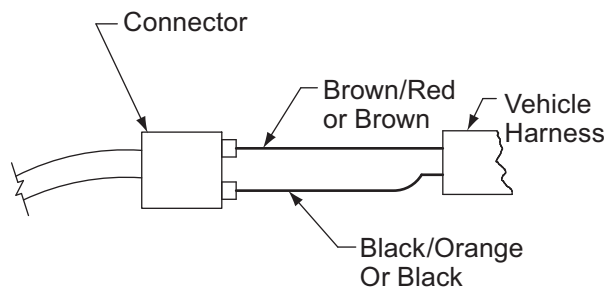 Connector
Brown/Red
or Brown
Vehicle
Harness
Black/Orange
Or Black